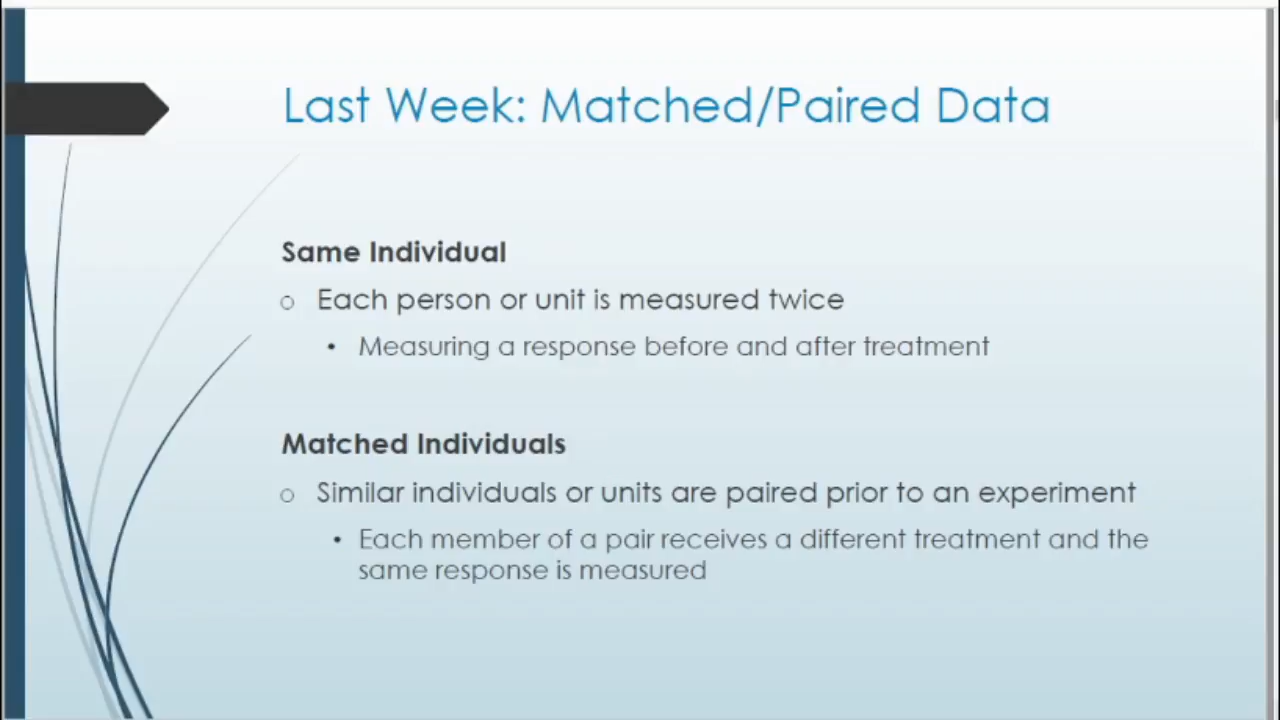 Last Week: Matched/Paired Data
Same Individual
o Each person or unit is measured twice
• Measuring a response before and after treatment
Matched Individuals
o Similar individuals or units are paired prior to an experiment
• Each member of a pair receives a different treatment and the
same response is measured